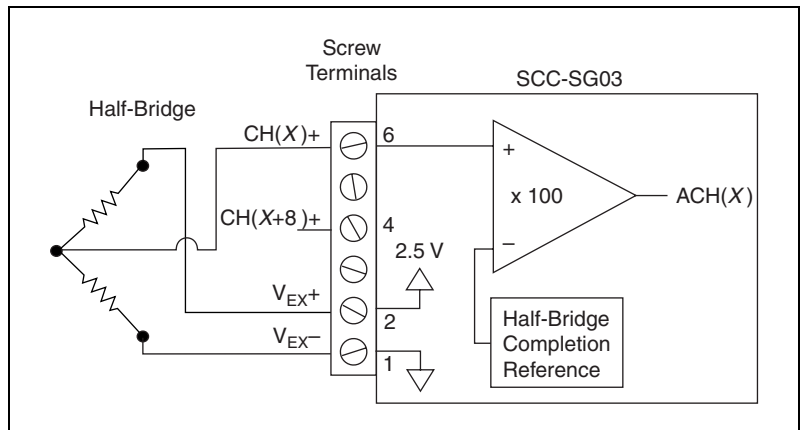 Screw
Terminals
SCC-SG03
Half-Bridge
CH(X)+
6
+
x 100
ACH(X)
CH(X+8)+
4
–
2.5 V
VEX+
2
Half-Bridge
Completion
Reference
VEX–
1